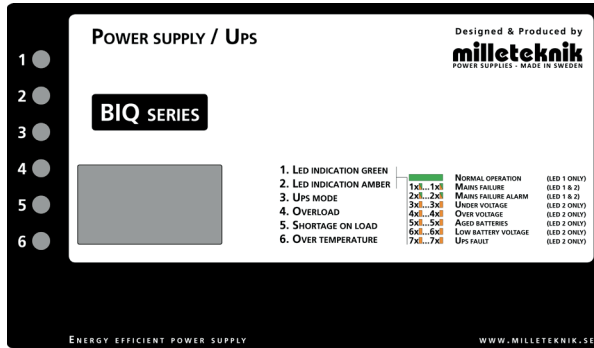 POWER SUPPLY / UPS
Designed & Produced by
milleteknik
POWER SUPPLIES - MADE IN SWEDEN
BIQ SERIES
1
2
3
4
5
6
1. LED INDICATION GREEN
2. LED INDICATION AMBER
3. UPS MODE
4. OVERLOAD
5. SHORTAGE ON LOAD
6. OVER TEMPERATURE
NORMAL OPERATION (LED 1 ONLY)
1x...1x MAINS FAILURE (LED 1 & 2)
2x...2x MAINS FAILURE ALARM (LED 1 & 2)
3x...3x UNDER VOLTAGE (LED 2 ONLY)
4x...4x OVER VOLTAGE (LED 2 ONLY)
5x...5x AGED BATTERIES (LED 2 ONLY)
6x...6x LOW BATTERY VOLTAGE (LED 2 ONLY)
7x...7x UPS FAULT (LED 2 ONLY)
ENERGY EFFICIENT POWER SUPPLY
WWW.MILLETEKNIK.SE